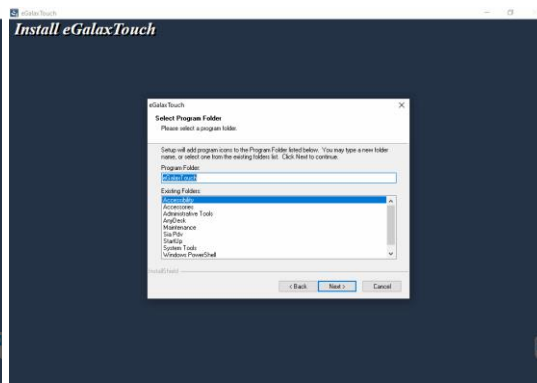 eGalaxTouch
Install eGalaxTouch
eGalaxTouch
Select Program Folder
Please select a program folder.
Setup will add program icons to the Program Folder listed below. You may type a new folder
name, or select one from the existing folders list. Click Next to continue.
Program Folder:
eGalaxTouch
Existing Folders:
Accessibility
Accessories
Administrative Tools
AnyDesk
Maintenance
StartUp
System Tools
Windows PowerShell
InstallShield
< Back
Next >
Cancel